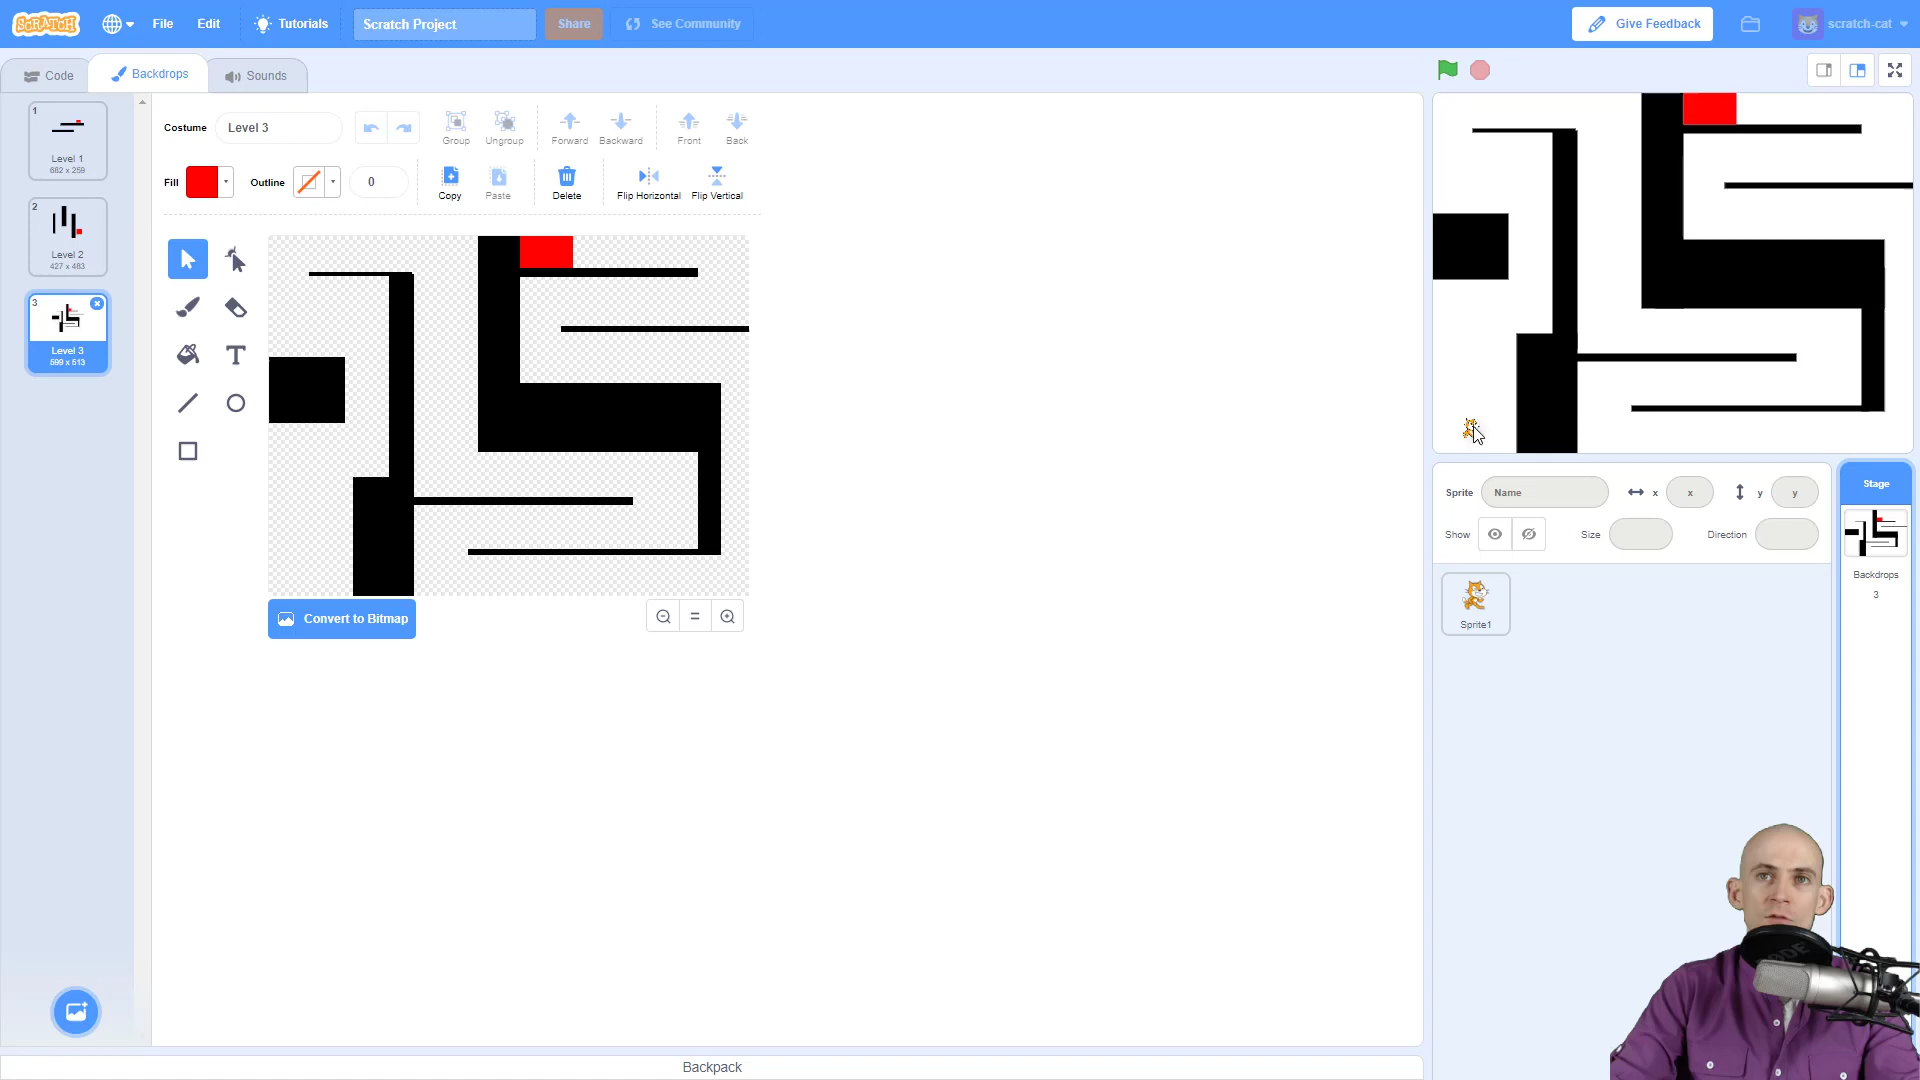 SCRATCH File Edit Tutorials Scratch Project Share See Community Give Feedback scratch-cat
Code Backdrops Sounds
1
Level 1
682 x 259
2
Level 2
427 x 483
3
Level 3
599 x 513
Costume Level 3 Group Ungroup Forward Backward Front Back
Fill Outline 0 Copy Paste Delete Flip Horizontal Flip Vertical
T
Convert to Bitmap
Sprite Name x x y y
Show Size Direction
Sprite1
Stage
Backdrops
3
Backpack